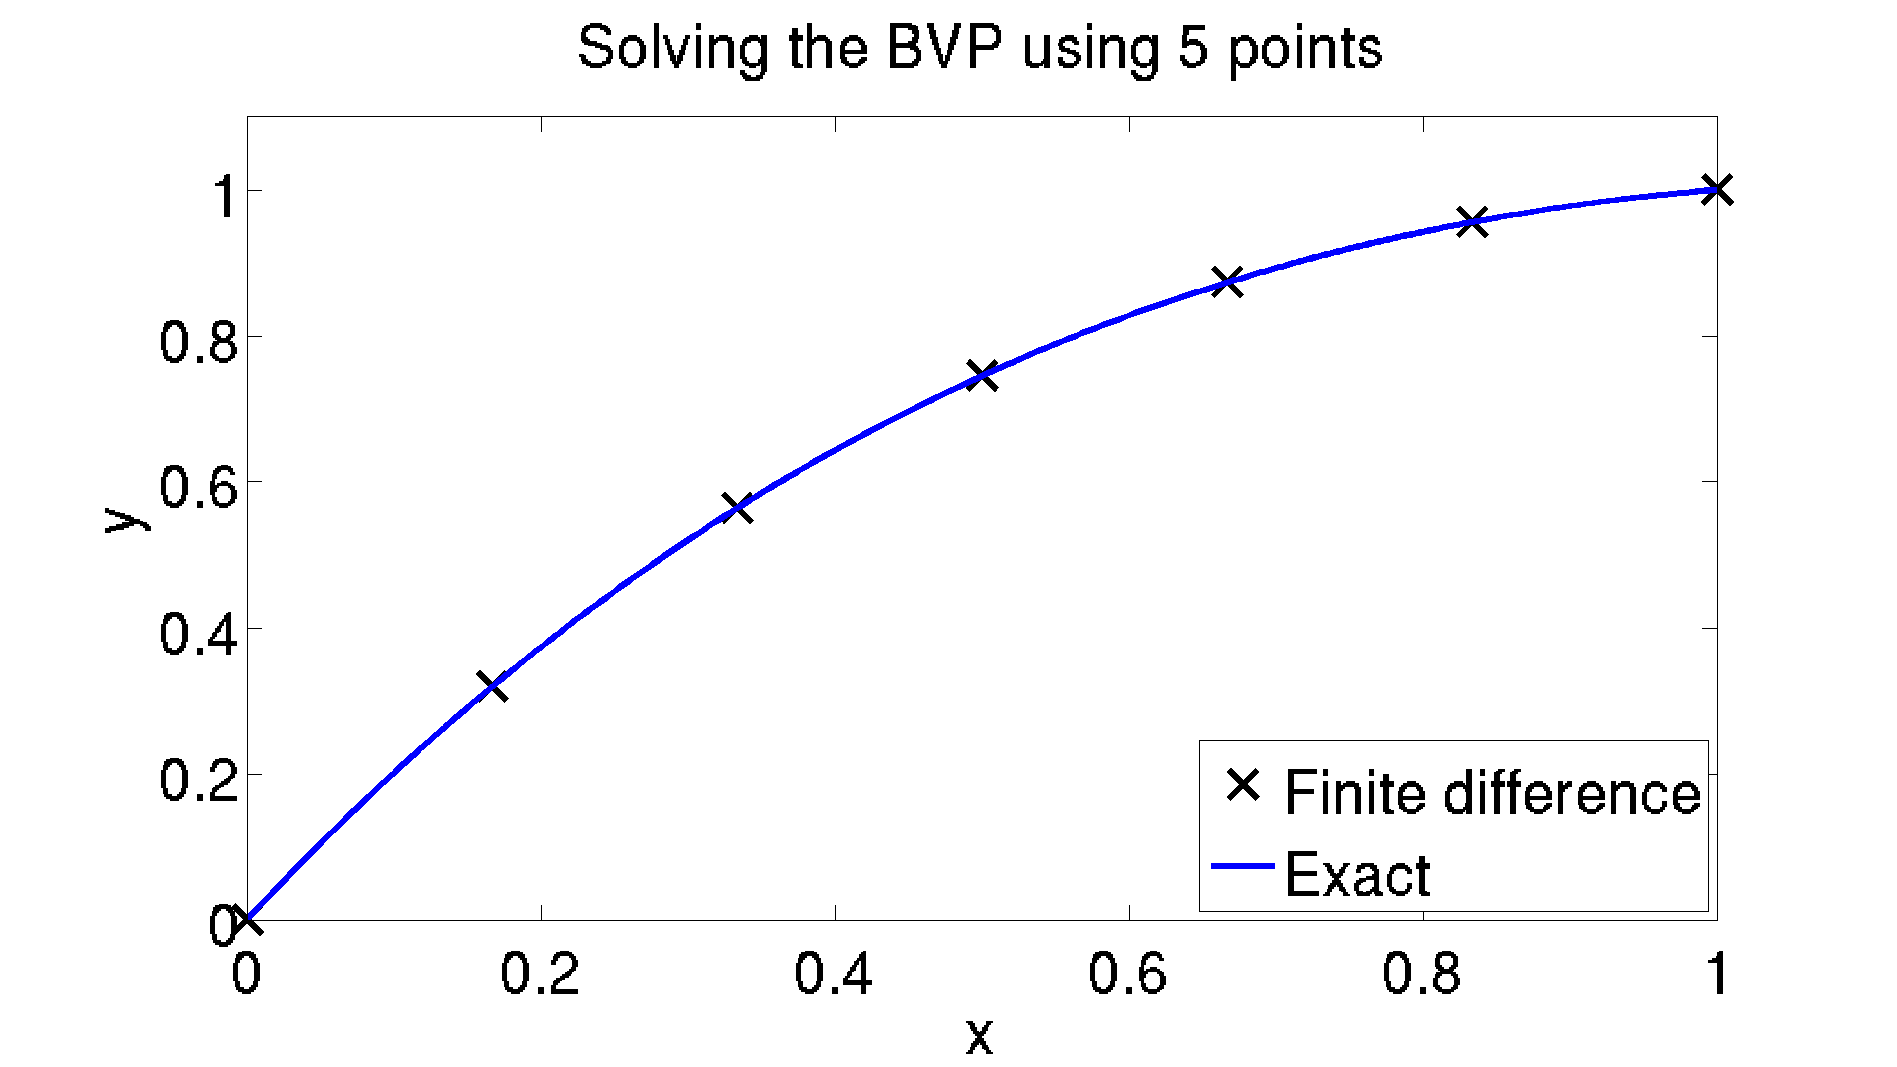 Solving the BVP using 5 points
1
0.8
0.6
0.4
0.2
0
y
0 0.2 0.4 0.6 0.8 1
x
Finite difference
Exact